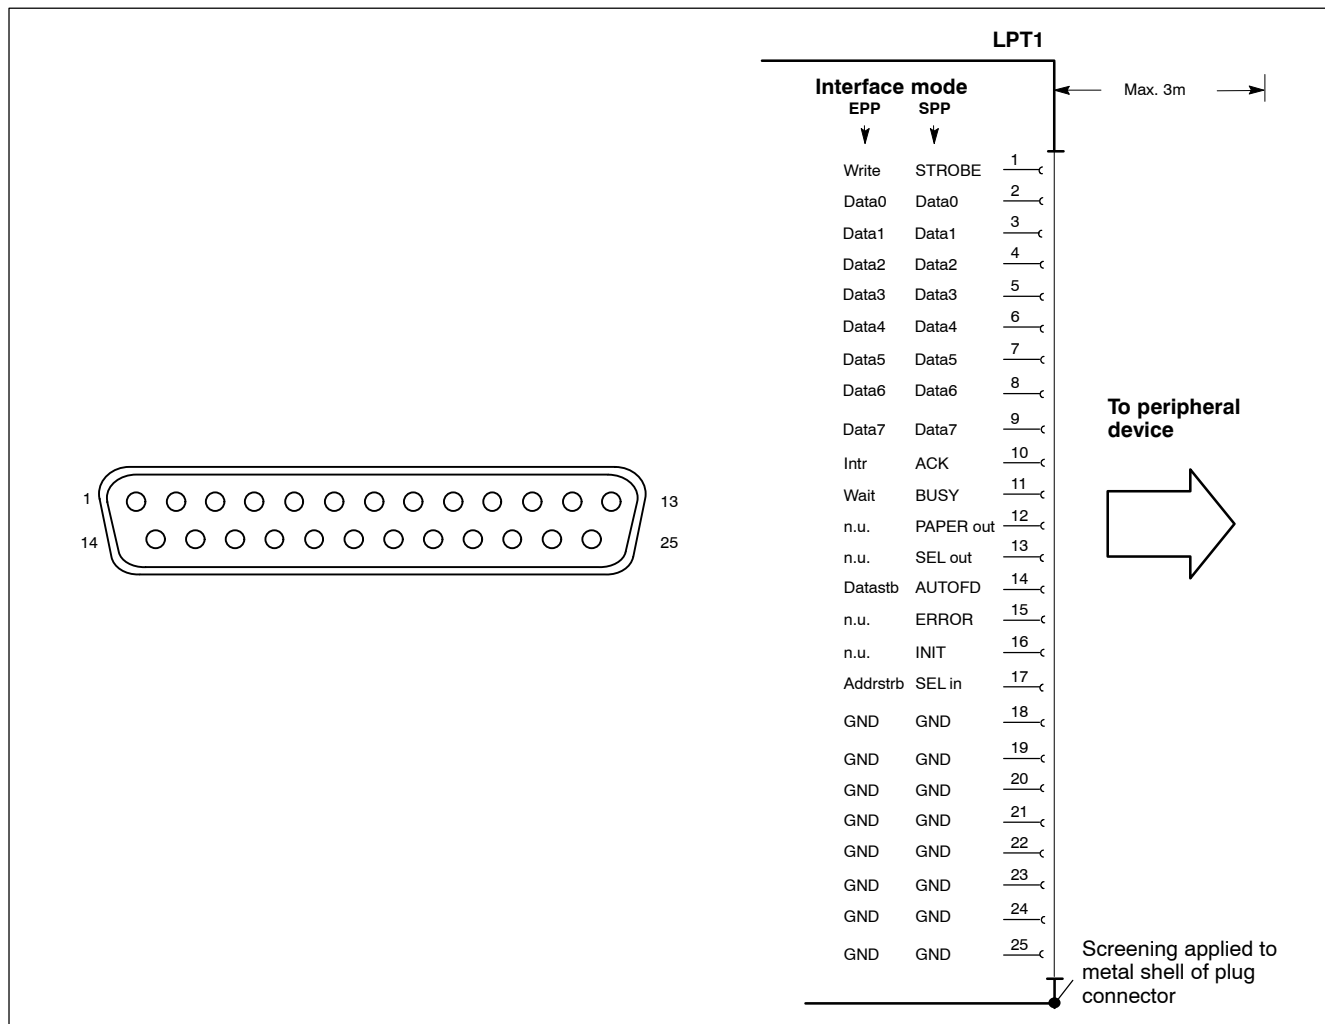 LPT1
Interface mode
Max. 3m
EPP SPP
Write STROBE 1
Data0 Data0 2
Data1 Data1 3
Data2 Data2 4
Data3 Data3 5
Data4 Data4 6
Data5 Data5 7
Data6 Data6 8
Data7 Data7 9
Intr ACK 10
Wait BUSY 11
n.u. PAPER out 12
n.u. SEL out 13
Datastb AUTOFD 14
n.u. ERROR 15
n.u. INIT 16
Addrstrb SEL in 17
GND GND 18
GND GND 19
GND GND 20
GND GND 21
GND GND 22
GND GND 23
GND GND 24
GND GND 25
To peripheral
device
1 13
14 25
Screening applied to
metal shell of plug
connector